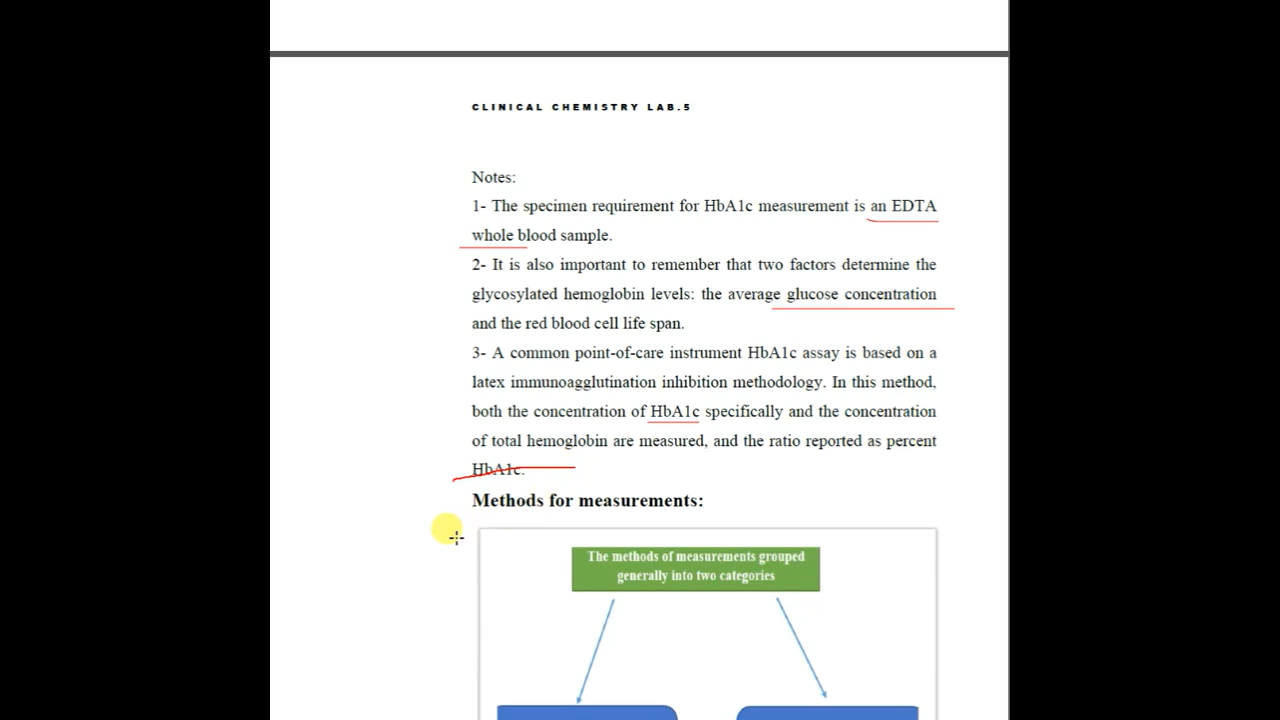 CLINICAL CHEMISTRY LAB.5
Notes:
1- The specimen requirement for HbA1c measurement is an EDTA
whole blood sample.
2- It is also important to remember that two factors determine the
glycosylated hemoglobin levels: the average glucose concentration
and the red blood cell life span.
3- A common point-of-care instrument HbA1c assay is based on a
latex immunoagglutination inhibition methodology. In this method,
both the concentration of HbA1c specifically and the concentration
of total hemoglobin are measured, and the ratio reported as percent
HbA1c.
Methods for measurements:
The methods of measurements grouped
generally into two categories